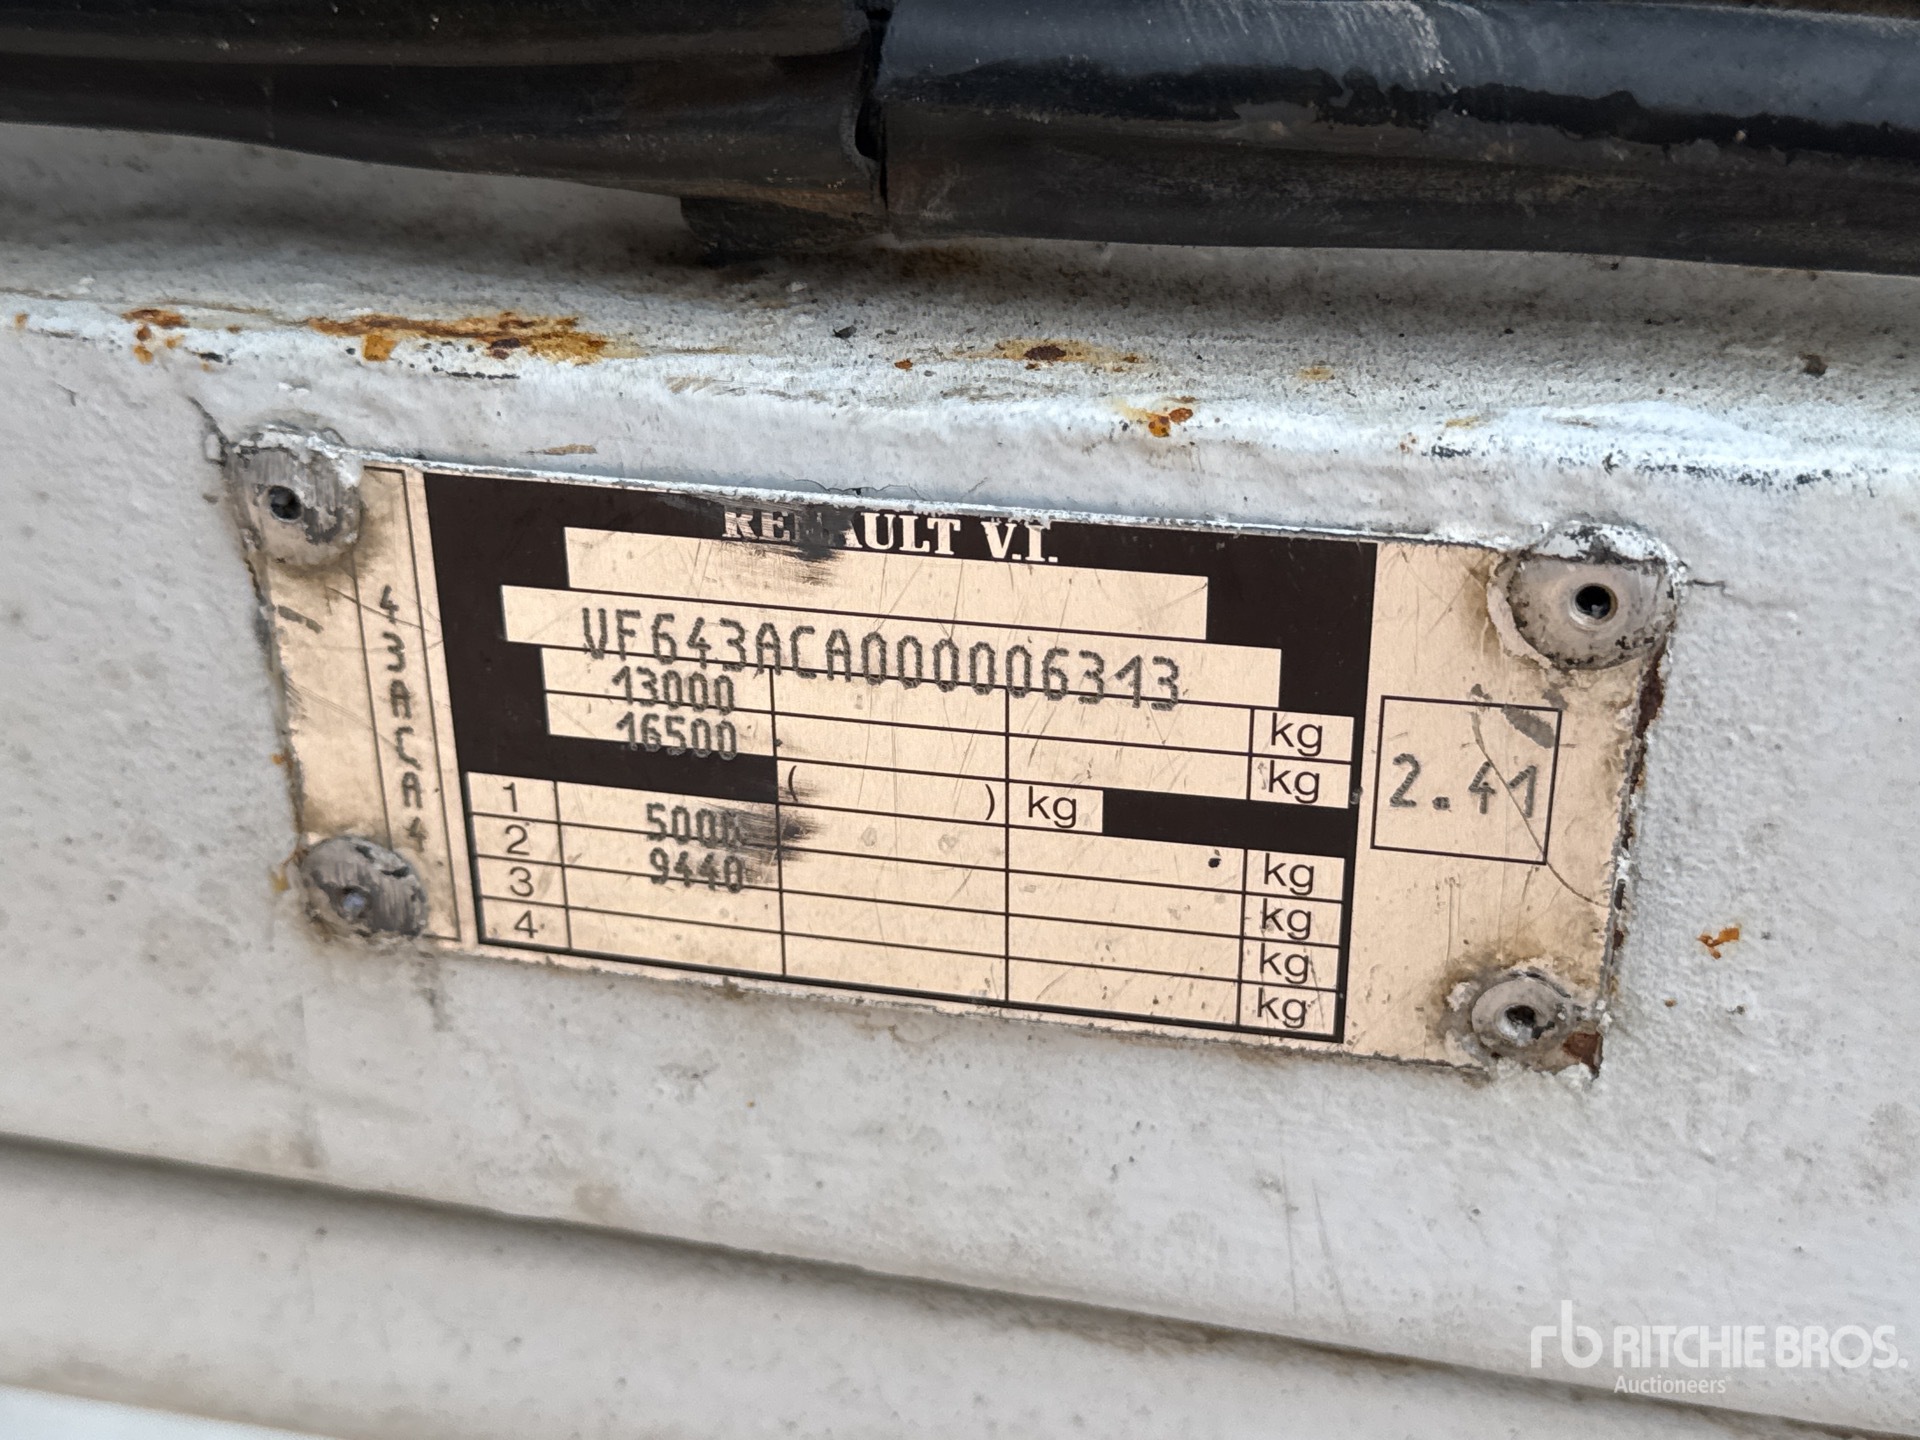 RENAULT V.I.
VF643ACA000006313
13000 kg
16500 kg
( ) kg
1 5000 kg
2 9440 kg
3 kg
4 kg
43ACA4
2.41
rb RITCHIE BROS.
Auctioneers